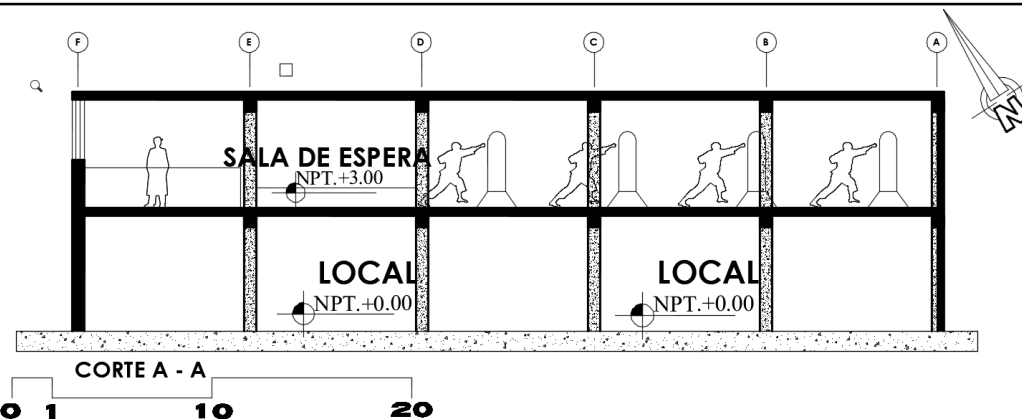 F E D C B A
N
SALA DE ESPERA
NPT.+3.00
LOCAL LOCAL
NPT.+0.00 NPT.+0.00
CORTE A - A
0 1 10 20